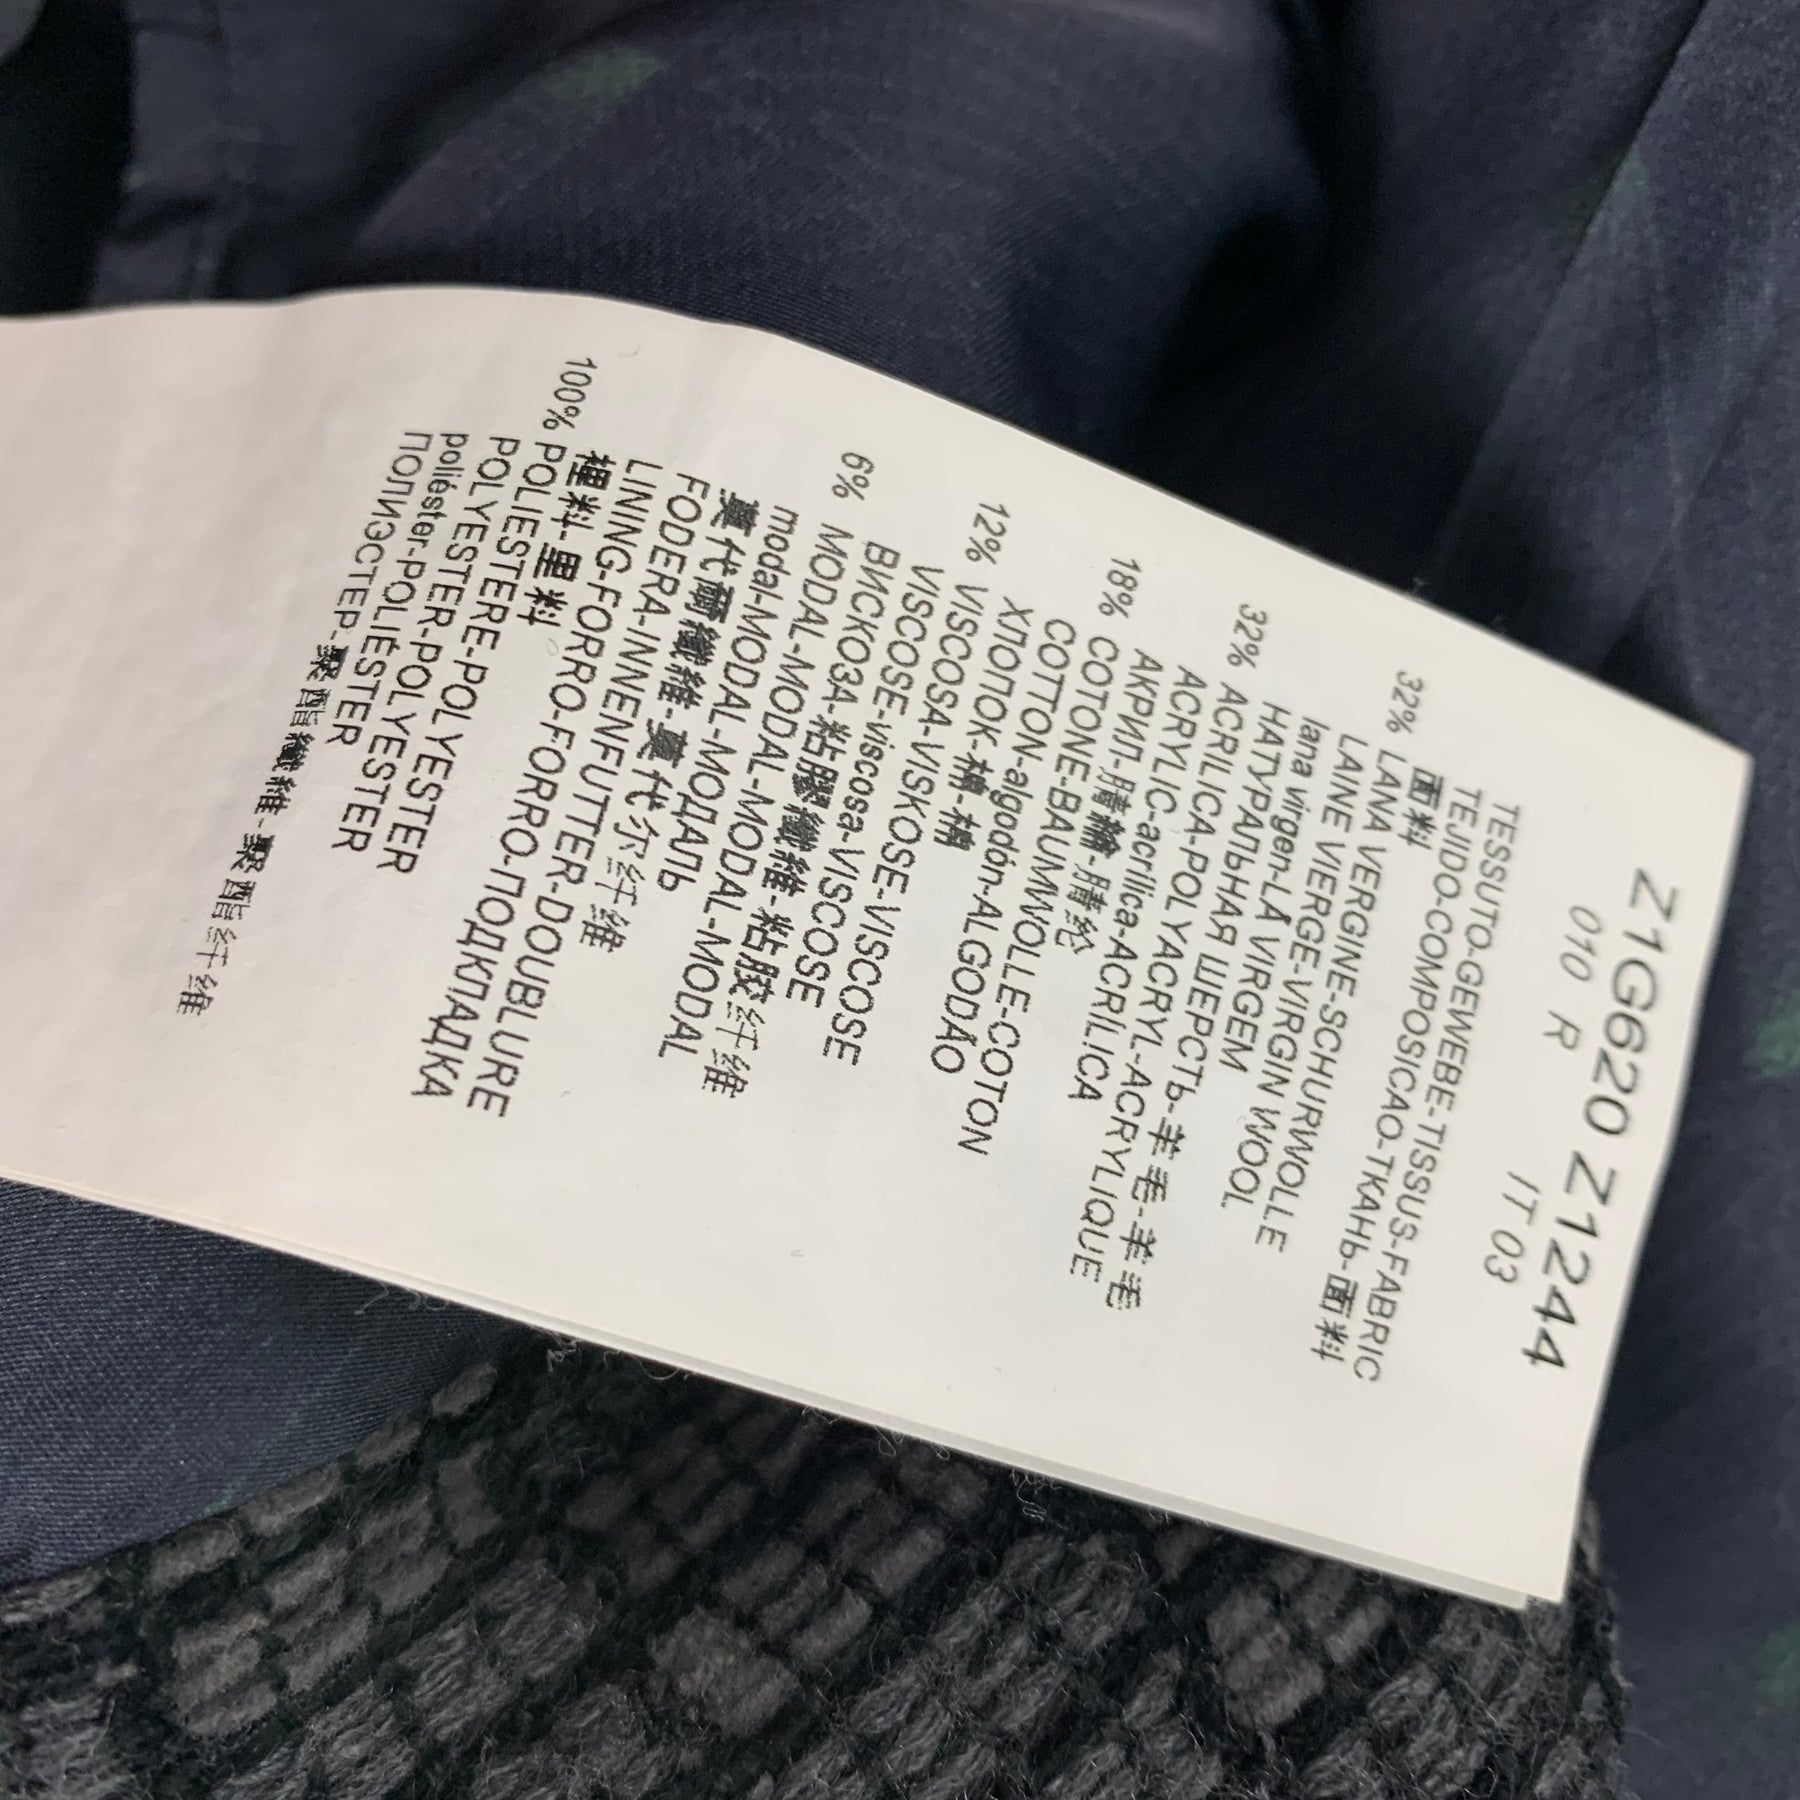 Z1G620 Z1244
010 R IT 03
TESSUTO-GEWEBE-TISSUS-FABRIC
TEJIDO-COMPOSICAO-ТКАНЬ-面料
面料
32% LANA VERGINE-SCHURWOLLE
LAINE VIERGE-VIRGIN WOOL
lana virgen-LÃ VIRGEM
НАТУРАЛЬНАЯ ШЕРСТЬ-羊毛-羊毛
32% ACRILICA-POLYACRYL-ACRYLIQUE
ACRYLIC-acrilica-ACRÍLICA
АКРИЛ-腈綸-腈纶
18% COTONE-BAUMWOLLE-COTON
COTTON-algodón-ALGODÃO
ХЛОПОК-棉-棉
12% VISCOSA-VISKOSE-VISCOSE
VISCOSE-viscosa-VISCOSE
ВИСКОЗА-粘膠纖維-粘胶纤维
6% MODAL-MODAL-MODAL-MODAL
modal-MODAL-МОДАЛЬ
莫代爾纖維-莫代尔纤维
FODERA-INNENFUTTER-DOUBLURE
LINING-FORRO-FORRO-ПОДКЛАДКА
裡料-里料
100% POLIESTERE-POLYESTER
POLYESTER-POLYESTER
poliéster-POLIÉSTER
ПОЛИЭСТЕР-聚酯纖維-聚酯纤维